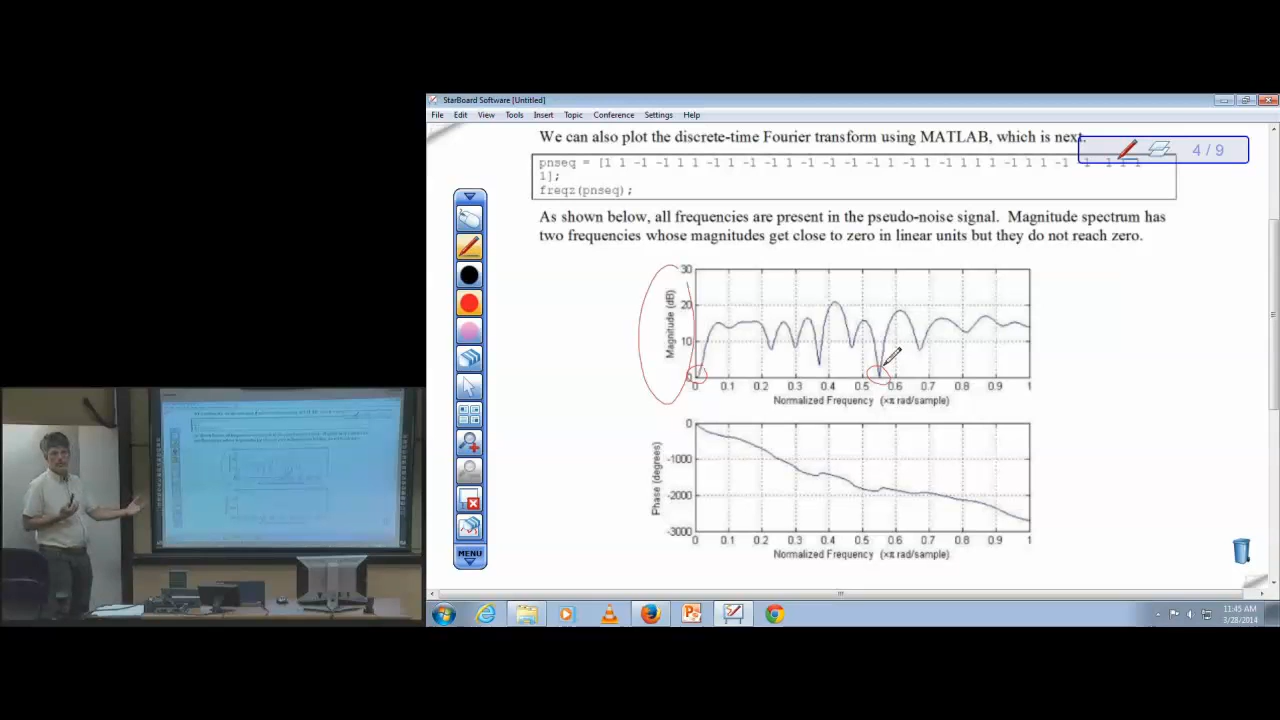 StarBoard Software [Untitled]
File Edit View Tools Insert Topic Conference Settings Help
We can also plot the discrete-time Fourier transform using MATLAB, which is next.
4 / 9
1];
freqz(pnseq);
As shown below, all frequencies are present in the pseudo-noise signal. Magnitude spectrum has
two frequencies whose magnitudes get close to zero in linear units but they do not reach zero.
30
20
10
0
Magnitude (dB)
0 0.1 0.2 0.3 0.4 0.5 0.6 0.7 0.8 0.9 1
Normalized Frequency (×π rad/sample)
0
-1000
-2000
-3000
Phase (degrees)
0 0.1 0.2 0.3 0.4 0.5 0.6 0.7 0.8 0.9 1
Normalized Frequency (×π rad/sample)
MENU
11:45 AM
3/28/2014